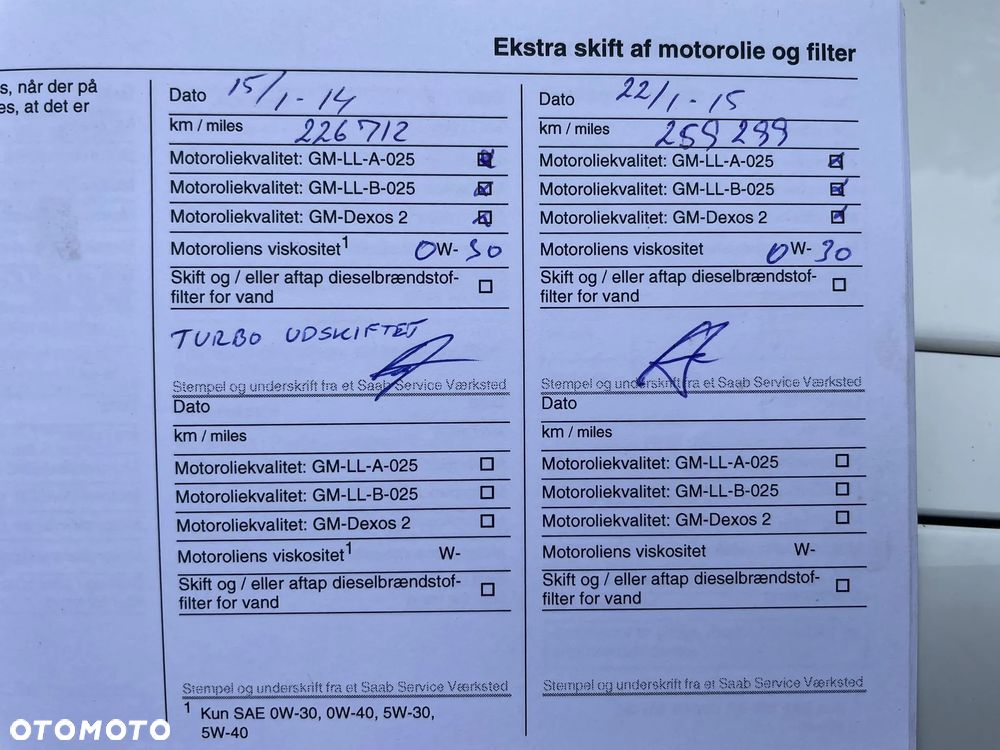 Ekstra skift af motorolie og filter
s, når der på
es, at det er
Dato 15/1-14
km / miles 226712
Motoroliekvalitet: GM-LL-A-025
Motoroliekvalitet: GM-LL-B-025
Motoroliekvalitet: GM-Dexos 2
Motoroliens viskositet¹ 0W-30
Skift og / eller aftap dieselbrændstof-
filter for vand
TURBO UDSKIFTET
Stempel og underskrift fra et Saab Service Værksted
Dato
km / miles
Motoroliekvalitet: GM-LL-A-025
Motoroliekvalitet: GM-LL-B-025
Motoroliekvalitet: GM-Dexos 2
Motoroliens viskositet¹ W-
Skift og / eller aftap dieselbrændstof-
filter for vand
Stempel og underskrift fra et Saab Service Værksted
¹ Kun SAE 0W-30, 0W-40, 5W-30,
5W-40
Dato 22/1-15
km / miles 259299
Motoroliekvalitet: GM-LL-A-025
Motoroliekvalitet: GM-LL-B-025
Motoroliekvalitet: GM-Dexos 2
Motoroliens viskositet 0W-30
Skift og / eller aftap dieselbrændstof-
filter for vand
Stempel og underskrift fra et Saab Service Værksted
Dato
km / miles
Motoroliekvalitet: GM-LL-A-025
Motoroliekvalitet: GM-LL-B-025
Motoroliekvalitet: GM-Dexos 2
Motoroliens viskositet W-
Skift og / eller aftap dieselbrændstof-
filter for vand
Stempel og underskrift fra et Saab Service Værksted
OTOMOTO